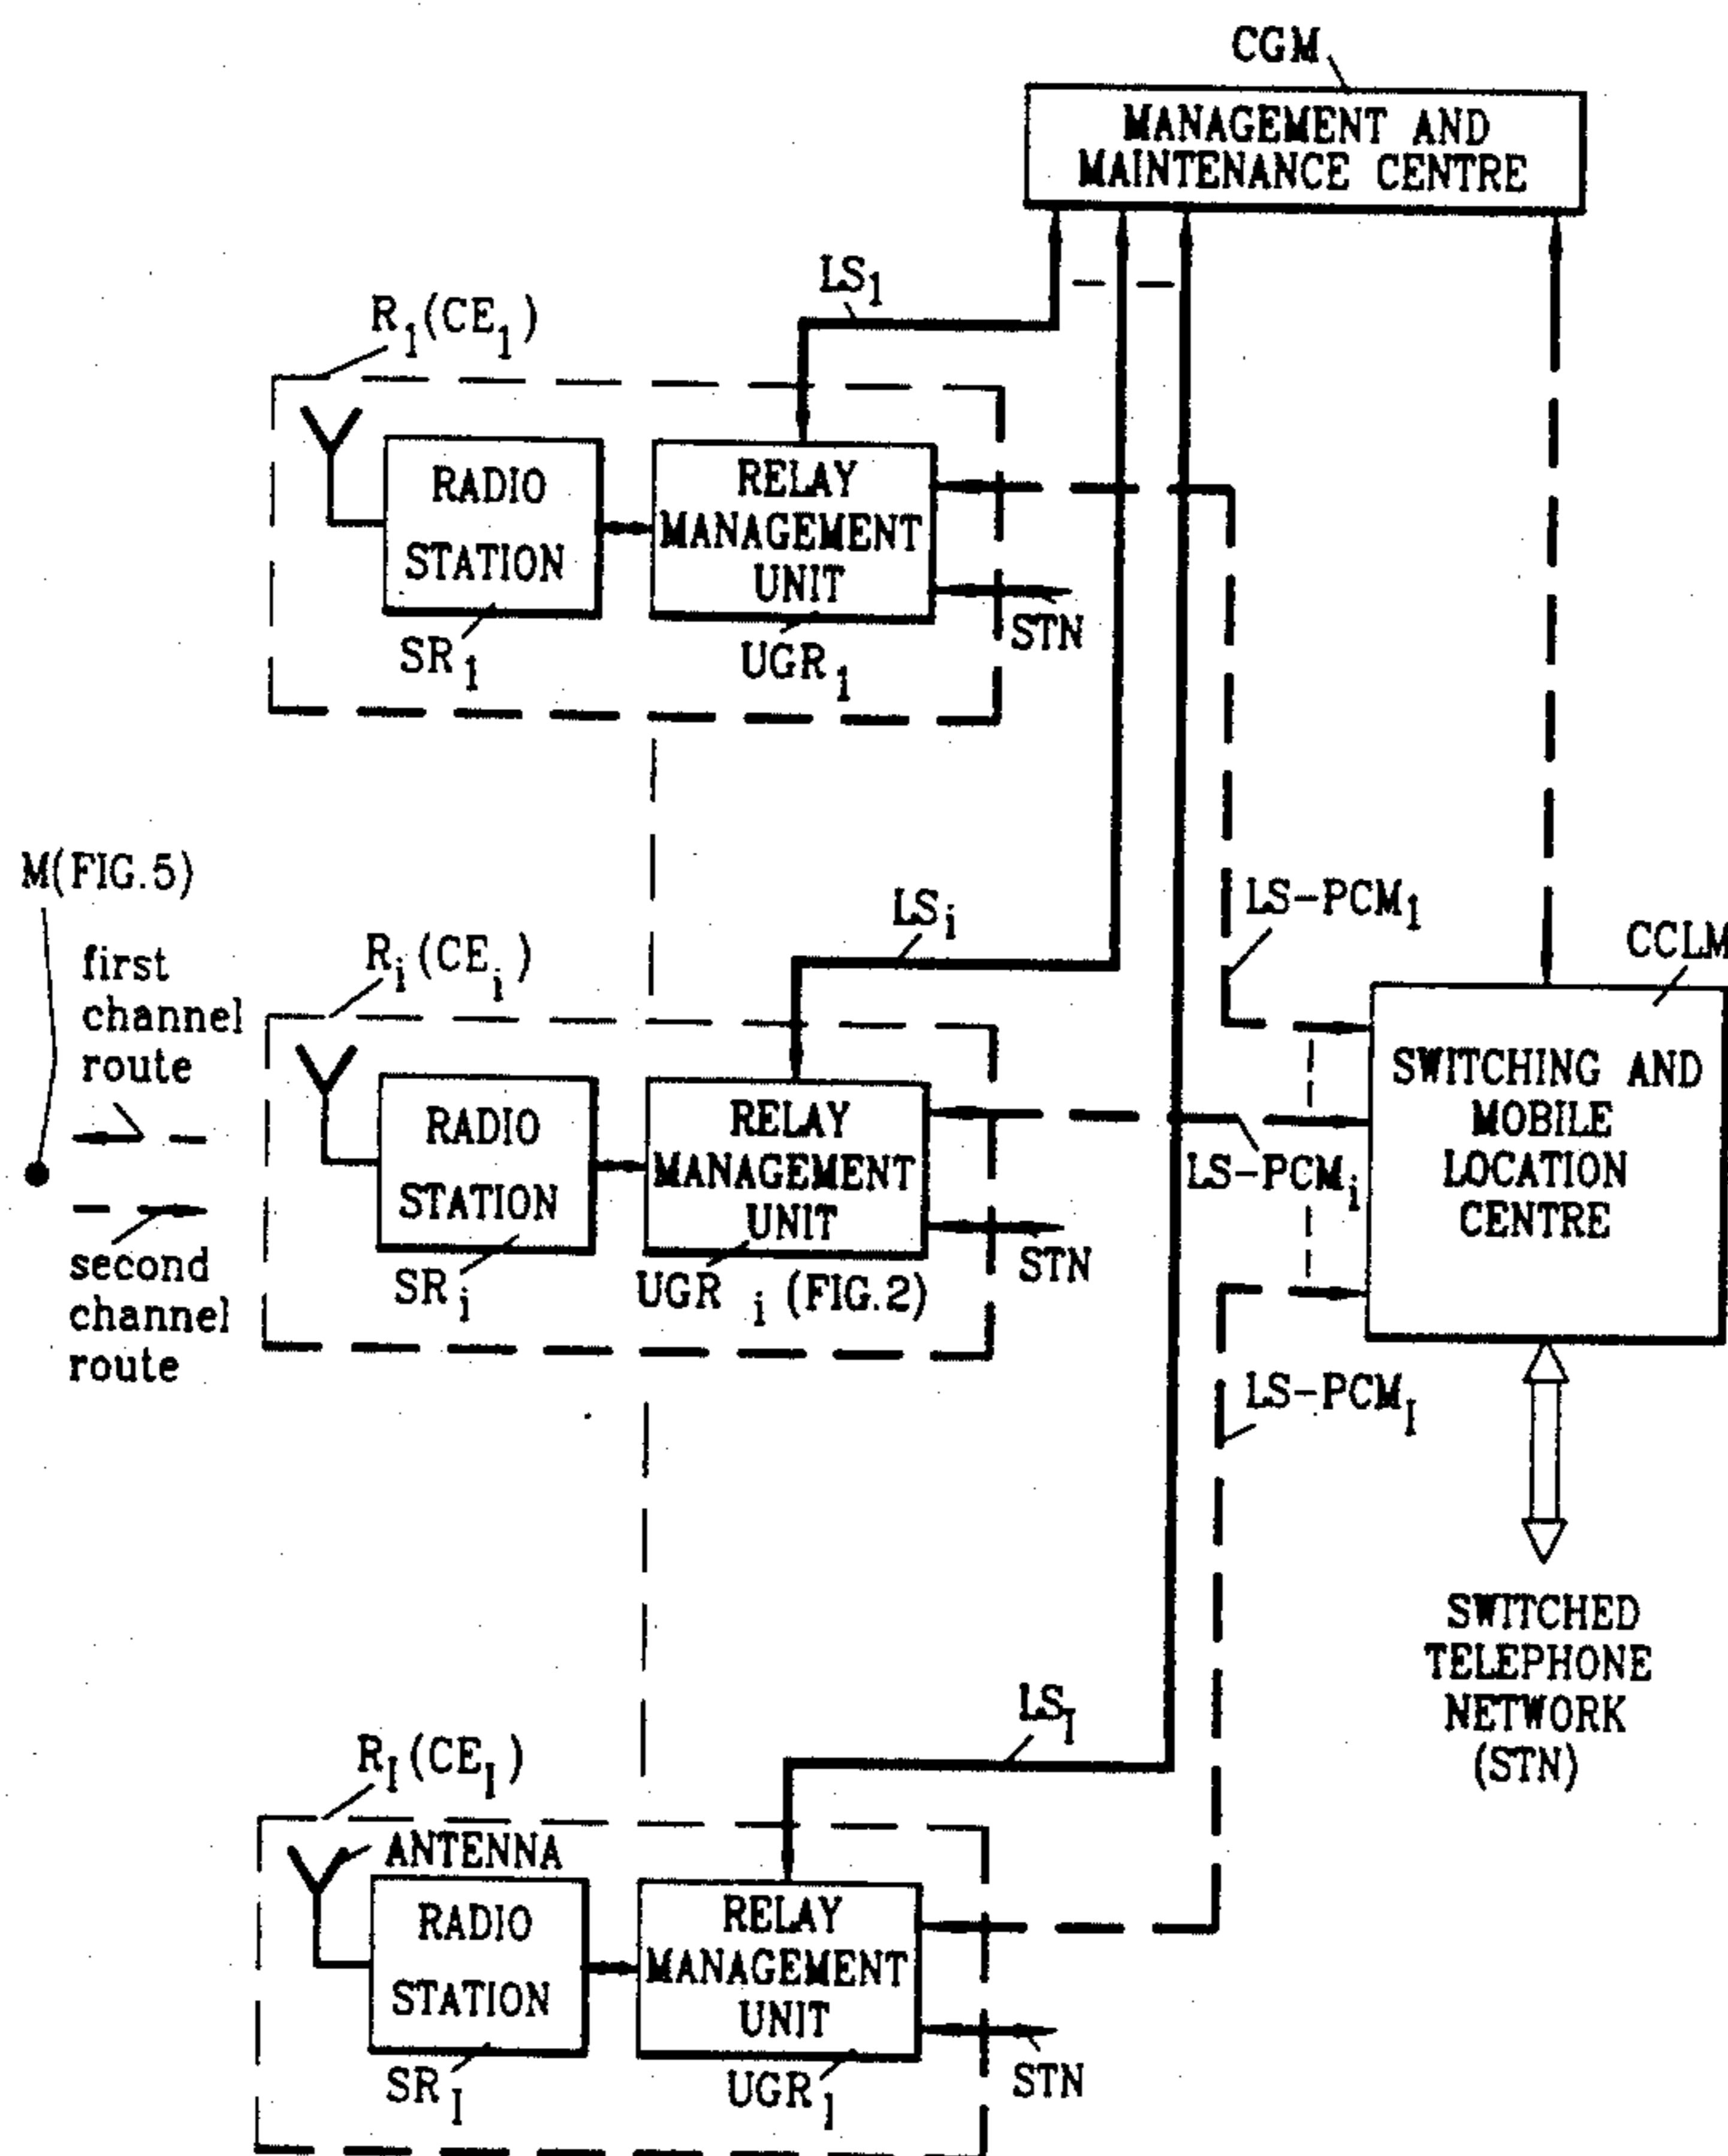 CGM
MANAGEMENT AND
MAINTENANCE CENTRE
LS1
R1(CE1)
RADIO
STATION
RELAY
MANAGEMENT
UNIT
STN
SR1
UGR1
M(FIG.5)
first
channel
route
second
channel
route
LSi
Ri(CEi)
RADIO
STATION
RELAY
MANAGEMENT
UNIT
STN
SRi
UGR i (FIG.2)
LS-PCM1
CCLM
SWITCHING AND
MOBILE
LOCATION
CENTRE
LS-PCMi
LS-PCMI
SWITCHED
TELEPHONE
NETWORK
(STN)
LSI
RI(CEI)
ANTENNA
RADIO
STATION
RELAY
MANAGEMENT
UNIT
STN
SRI
UGR1